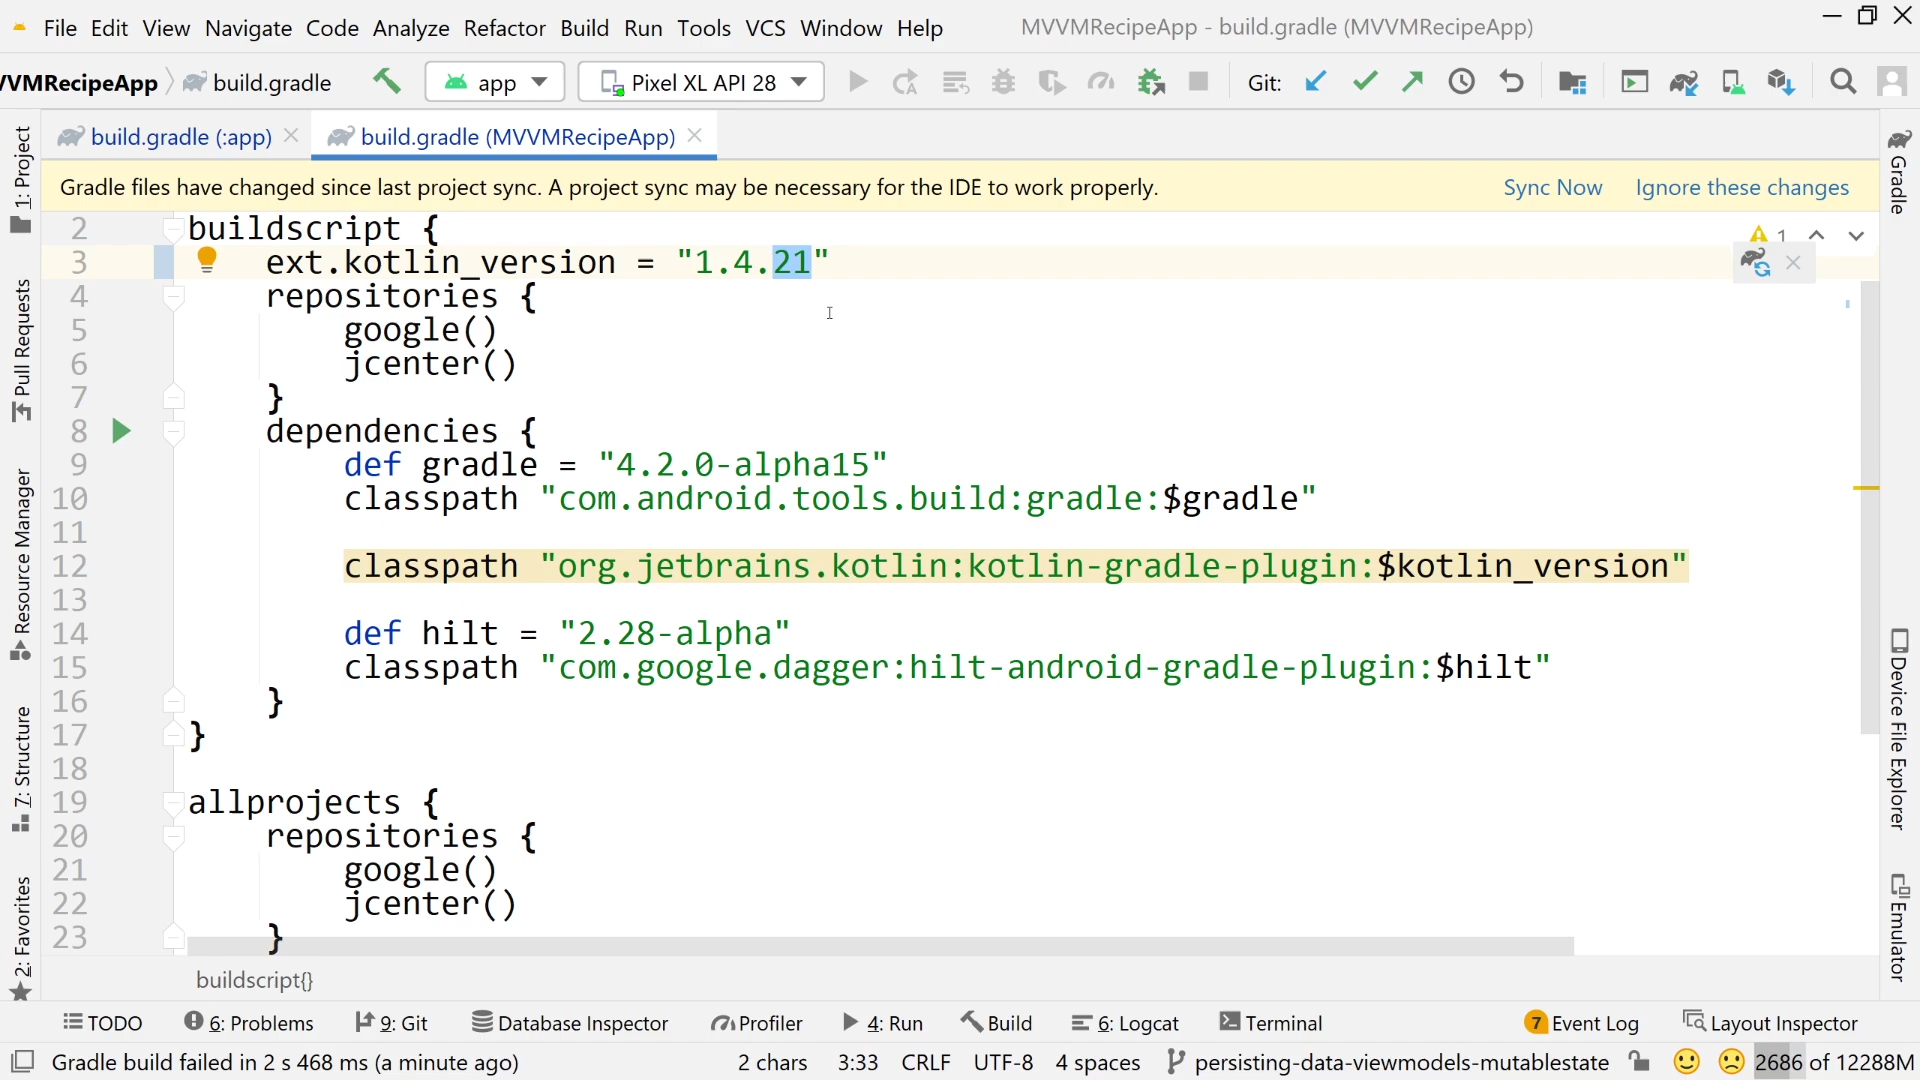 File Edit View Navigate Code Analyze Refactor Build Run Tools VCS Window Help MVVMRecipeApp - build.gradle (MVVMRecipeApp)
VVMRecipeApp build.gradle app Pixel XL API 28 Git:
build.gradle (:app) build.gradle (MVVMRecipeApp)
Gradle files have changed since last project sync. A project sync may be necessary for the IDE to work properly. Sync Now Ignore these changes
1: Project
Pull Requests
Resource Manager
7: Structure
2: Favorites
2 buildscript { 1
3 ext.kotlin_version = "1.4.21"
4 repositories {
5 google()
6 jcenter()
7 }
8 dependencies {
9 def gradle = "4.2.0-alpha15"
10 classpath "com.android.tools.build:gradle:$gradle"
11
12 classpath "org.jetbrains.kotlin:kotlin-gradle-plugin:$kotlin_version"
13
14 def hilt = "2.28-alpha"
15 classpath "com.google.dagger:hilt-android-gradle-plugin:$hilt"
16 }
17 }
18
19 allprojects {
20 repositories {
21 google()
22 jcenter()
23 }
Gradle
Device File Explorer
Emulator
buildscript{}
TODO 6: Problems 9: Git Database Inspector Profiler 4: Run Build 6: Logcat Terminal 7 Event Log Layout Inspector
Gradle build failed in 2 s 468 ms (a minute ago) 2 chars 3:33 CRLF UTF-8 4 spaces persisting-data-viewmodels-mutablestate 2686 of 12288M